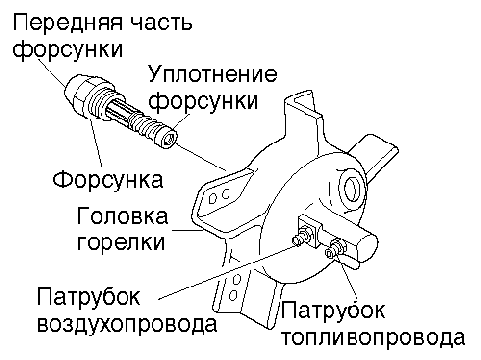 Передняя часть
форсунки
Уплотнение
форсунки
Форсунка
Головка
горелки
Патрубок
воздухопровода
Патрубок
топливопровода